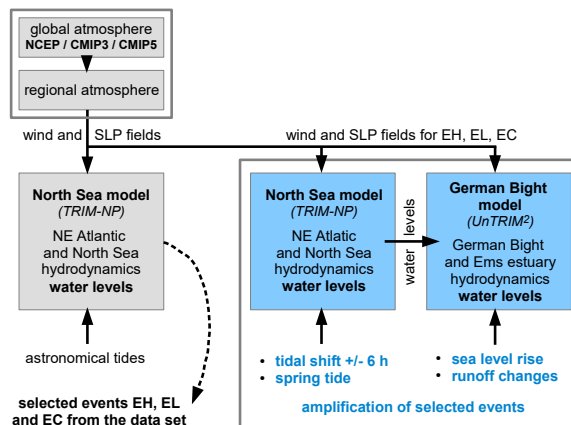 global atmosphere
NCEP / CMIP3 / CMIP5
regional atmosphere
wind and SLP fields
wind and SLP fields for EH, EL, EC
North Sea model
(TRIM-NP)
NE Atlantic
and North Sea
hydrodynamics
water levels
astronomical tides
selected events EH, EL
and EC from the data set
North Sea model
(TRIM-NP)
NE Atlatic
and North Sea
hydrodynamics
water levels
water levels
German Bight
model
(UnTRIM²)
German Bight
and Ems estuary
hydrodynamics
water levels
• tidal shift +/- 6 h
• spring tide
• sea level rise
• runoff changes
amplification of selected events